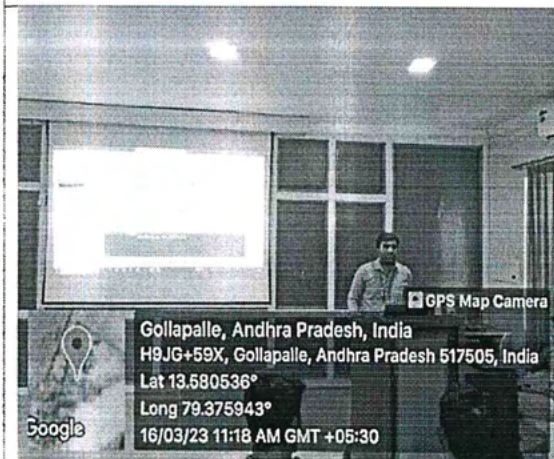 GPS Map Camera
Gollapalle, Andhra Pradesh, India
H9JG+59X, Gollapalle, Andhra Pradesh 517505, India
Lat 13.580536°
Long 79.375943°
16/03/23 11:18 AM GMT +05:30
Google